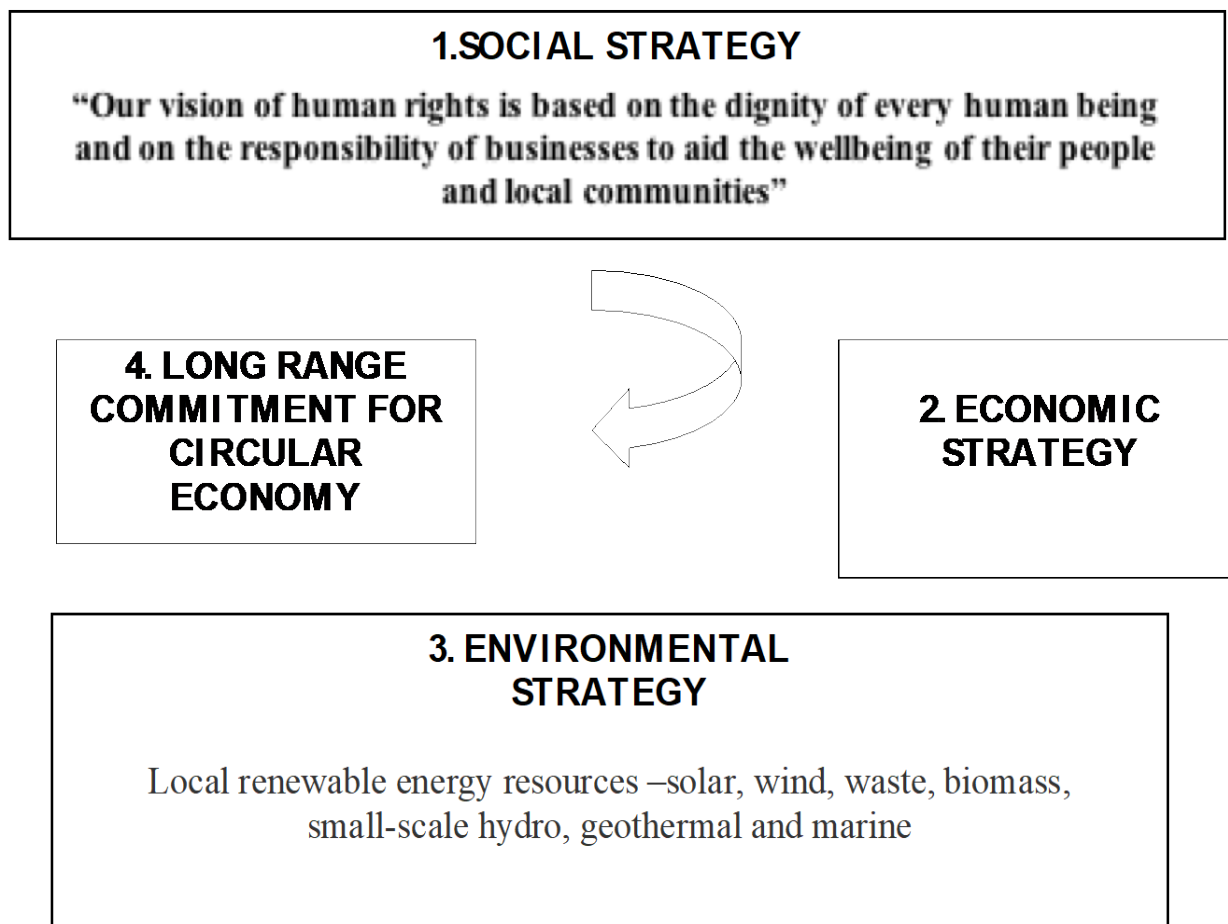 1.SOCIAL STRATEGY
“Our vision of human rights is based on the dignity of every human being
and on the responsibility of businesses to aid the wellbeing of their people
and local communities”
4. LONG RANGE
COMMITMENT FOR
CIRCULAR
ECONOMY
2. ECONOMIC
STRATEGY
3. ENVIRONMENTAL
STRATEGY
Local renewable energy resources –solar, wind, waste, biomass,
small-scale hydro, geothermal and marine